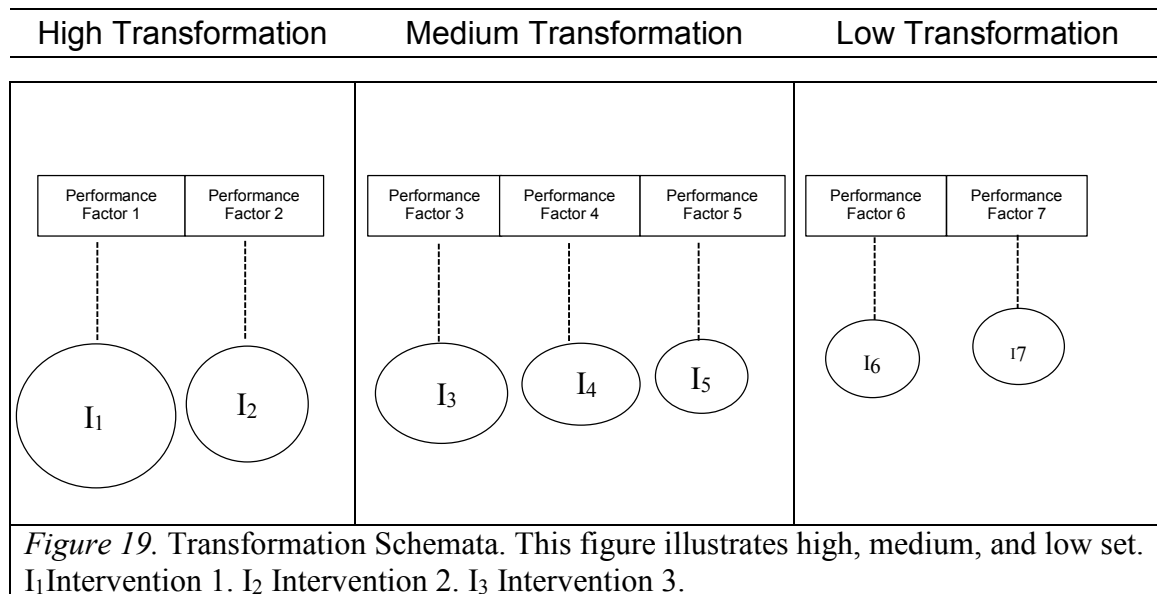 High Transformation Medium Transformation Low Transformation
Performance Factor 1
Performance Factor 2
Performance Factor 3
Performance Factor 4
Performance Factor 5
Performance Factor 6
Performance Factor 7
I₁
I₂
I₃
I₄
I₅
I6
I7
Figure 19. Transformation Schemata. This figure illustrates high, medium, and low set.
I₁Intervention 1. I₂ Intervention 2. I₃ Intervention 3.